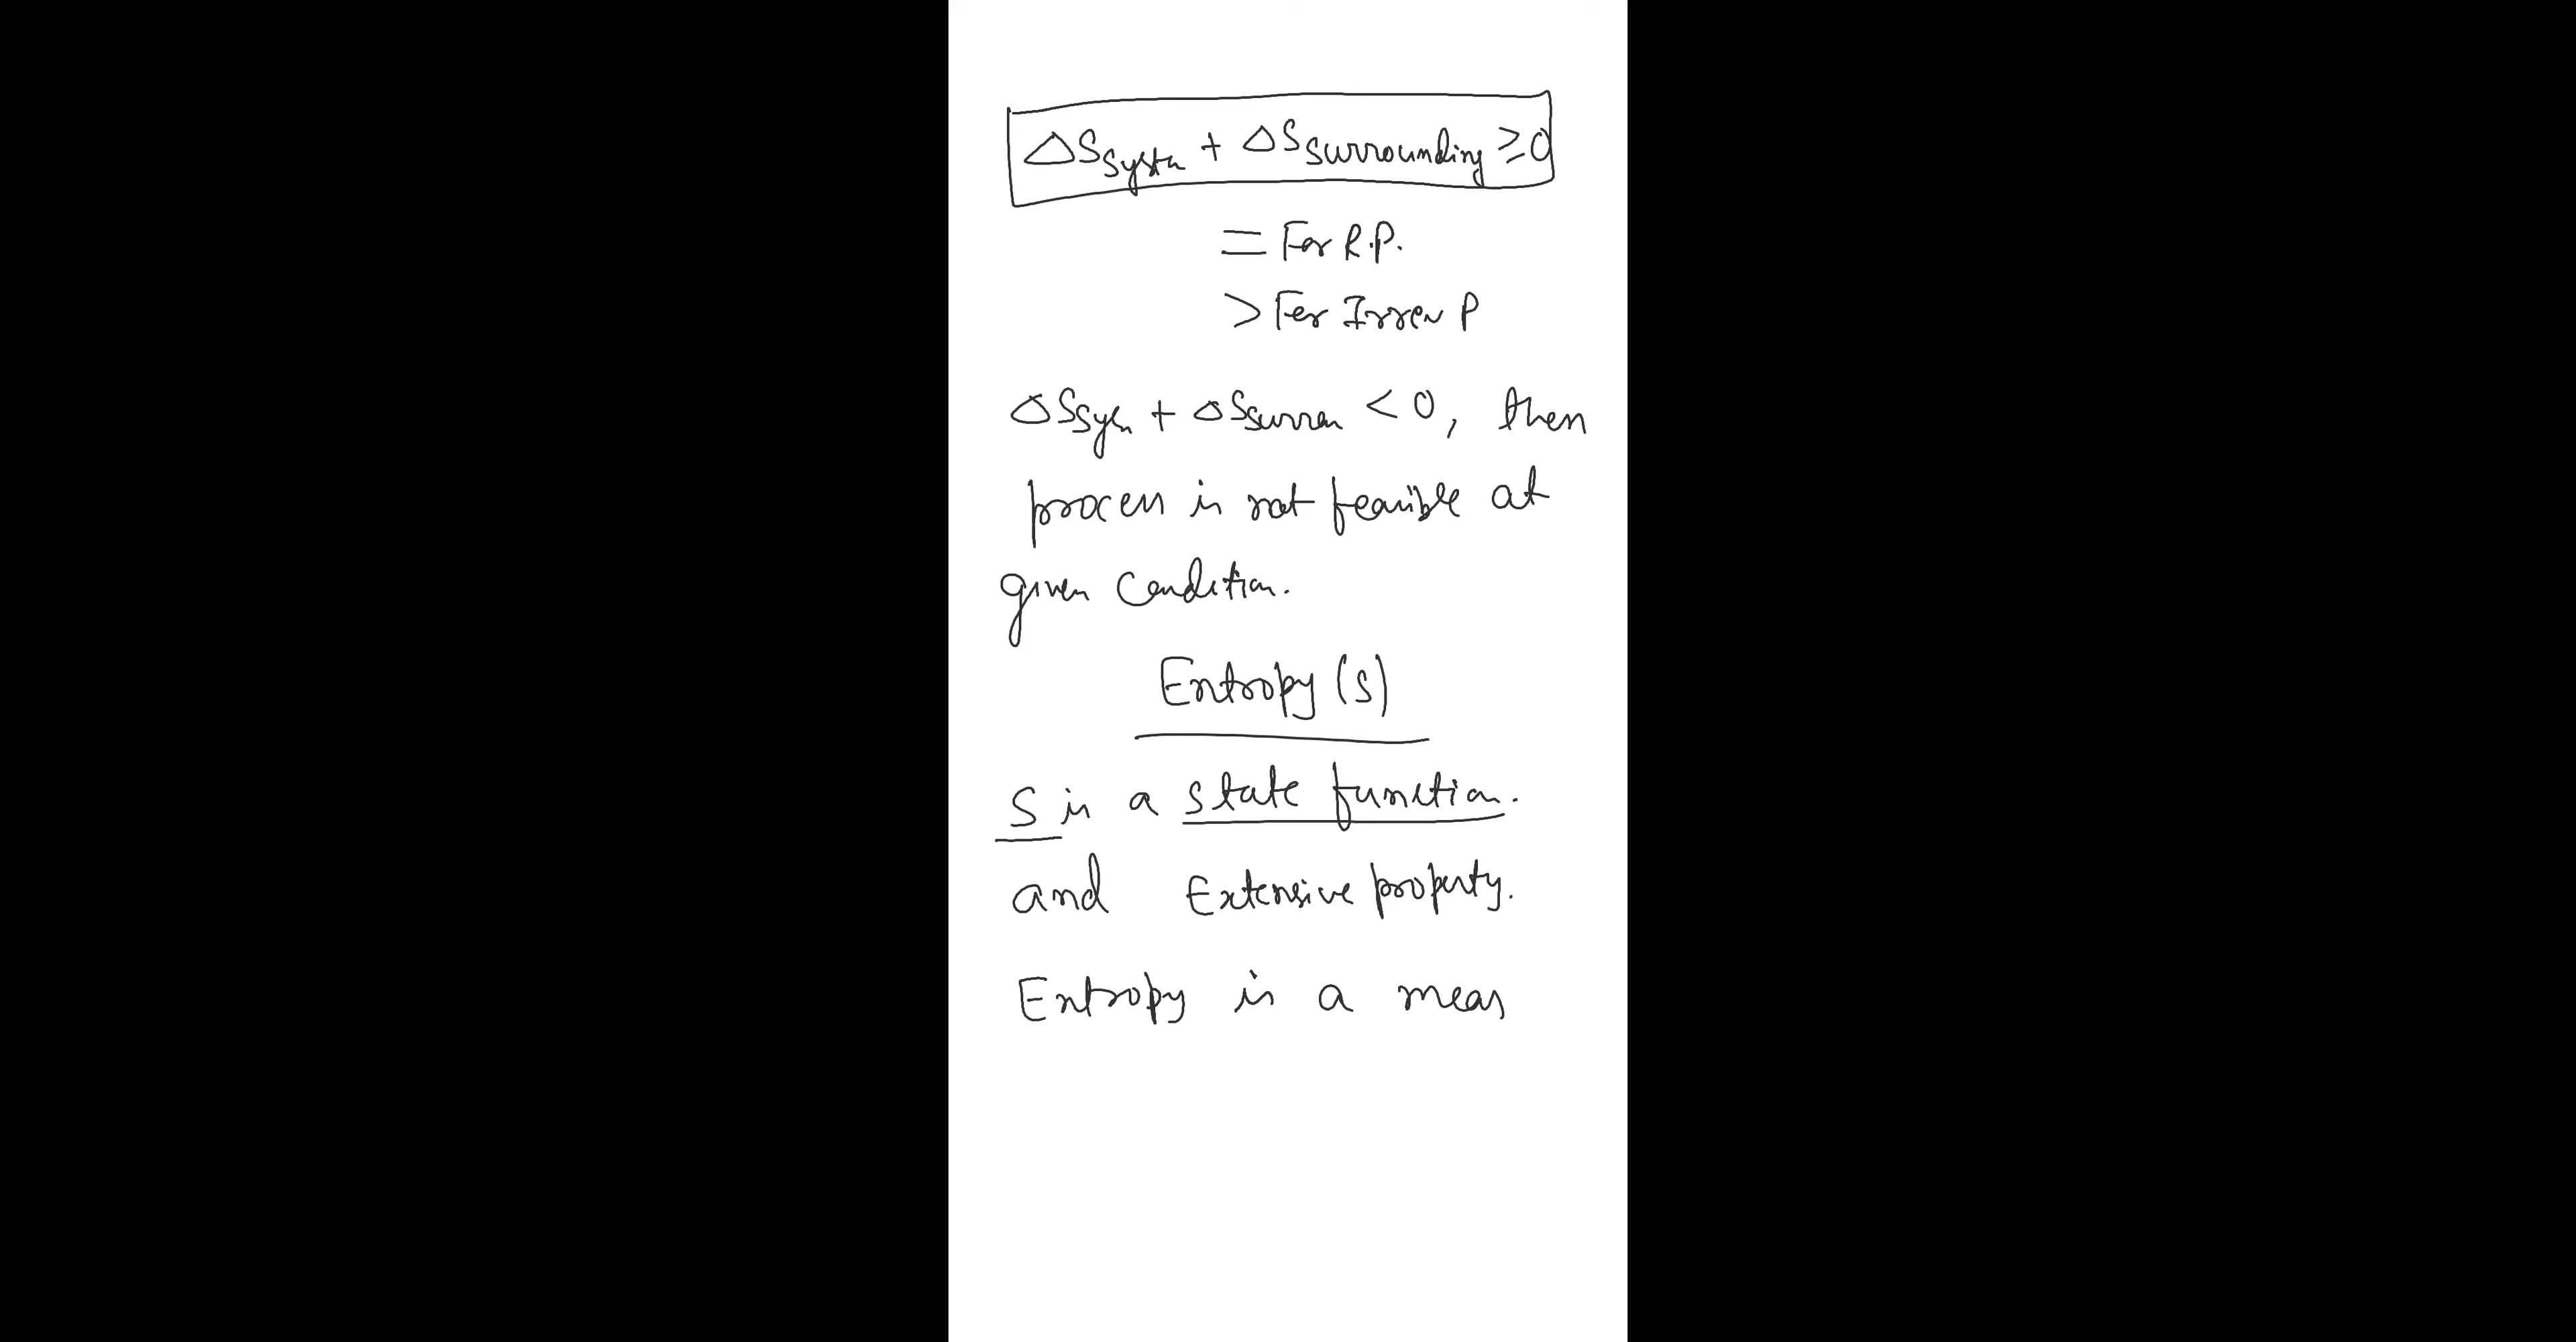 ΔSsystem + ΔSsurrounding ≥0
= For R.P.
> For Irrev P
ΔSsys + ΔSsurrou < 0, then
process is not feasible at
given condition.
Entropy (s)
S is a state function.
and Extensive property.
Entropy is a meas